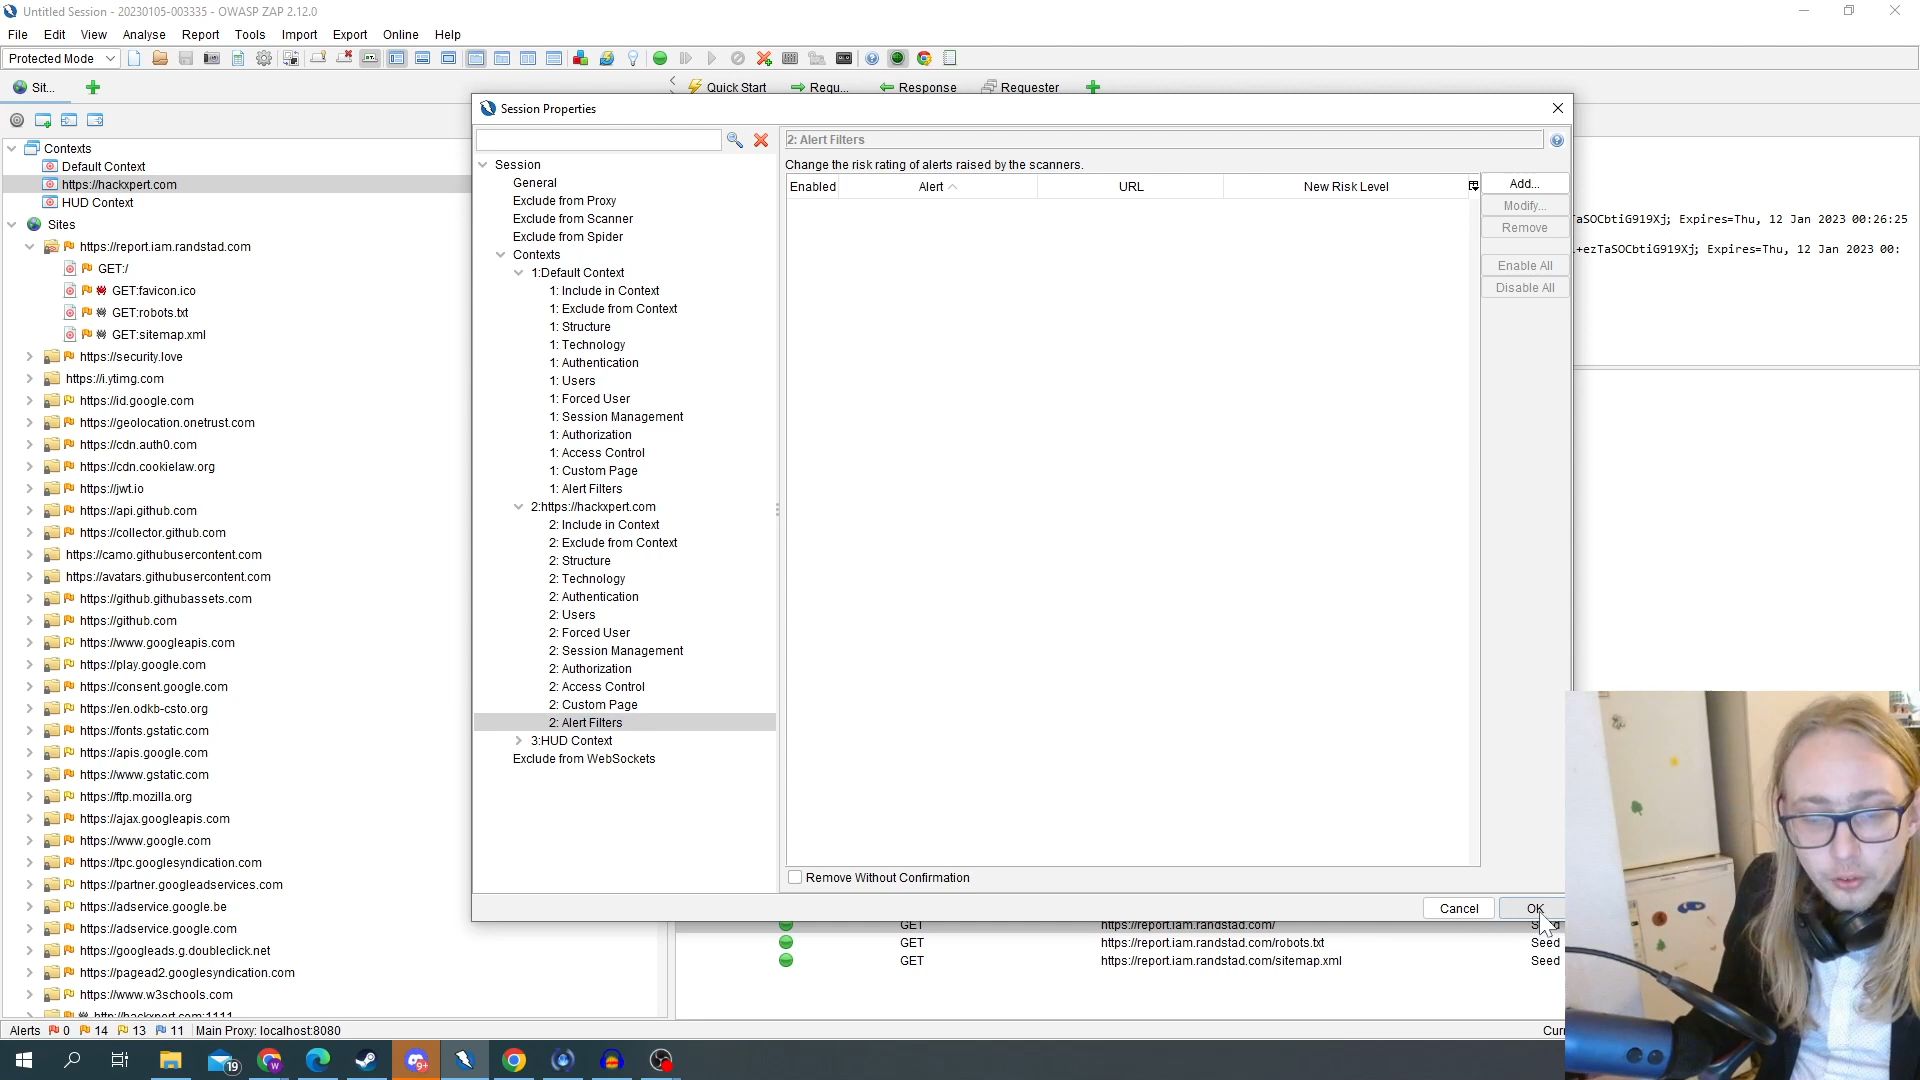 Untitled Session - 20230105-003335 - OWASP ZAP 2.12.0
File Edit View Analyse Report Tools Import Export Online Help
Protected Mode
Sit...
Quick Start
Requ...
Response
Requester
Session Properties
Contexts
Default Context
https://hackxpert.com
HUD Context
Sites
https://report.iam.randstad.com
GET:/
GET:favicon.ico
GET:robots.txt
GET:sitemap.xml
https://security.love
https://i.ytimg.com
https://id.google.com
https://geolocation.onetrust.com
https://cdn.auth0.com
https://cdn.cookielaw.org
https://jwt.io
https://api.github.com
https://collector.github.com
https://camo.githubusercontent.com
https://avatars.githubusercontent.com
https://github.githubassets.com
https://github.com
https://www.googleapis.com
https://play.google.com
https://consent.google.com
https://en.odkb-csto.org
https://fonts.gstatic.com
https://apis.google.com
https://www.gstatic.com
https://ftp.mozilla.org
https://ajax.googleapis.com
https://www.google.com
https://tpc.googlesyndication.com
https://partner.googleadservices.com
https://adservice.google.be
https://adservice.google.com
https://googleads.g.doubleclick.net
https://pagead2.googlesyndication.com
https://www.w3schools.com
http://hackxpert.com:1111
Session
General
Exclude from Proxy
Exclude from Scanner
Exclude from Spider
Contexts
1:Default Context
1: Include in Context
1: Exclude from Context
1: Structure
1: Technology
1: Authentication
1: Users
1: Forced User
1: Session Management
1: Authorization
1: Access Control
1: Custom Page
1: Alert Filters
2:https://hackxpert.com
2: Include in Context
2: Exclude from Context
2: Structure
2: Technology
2: Authentication
2: Users
2: Forced User
2: Session Management
2: Authorization
2: Access Control
2: Custom Page
2: Alert Filters
3:HUD Context
Exclude from WebSockets
2: Alert Filters
Change the risk rating of alerts raised by the scanners.
Enabled Alert URL New Risk Level
Add...
Modify...
Remove
Enable All
Disable All
Remove Without Confirmation
Cancel OK
TaSOCbtiG919Xj; Expires=Thu, 12 Jan 2023 00:26:25
+ezTaSOCbtiG919Xj; Expires=Thu, 12 Jan 2023 00:
GET https://report.iam.randstad.com/
GET https://report.iam.randstad.com/robots.txt Seed
GET https://report.iam.randstad.com/sitemap.xml Seed
Alerts 0 14 13 11 Main Proxy: localhost:8080
Curr
19
9+